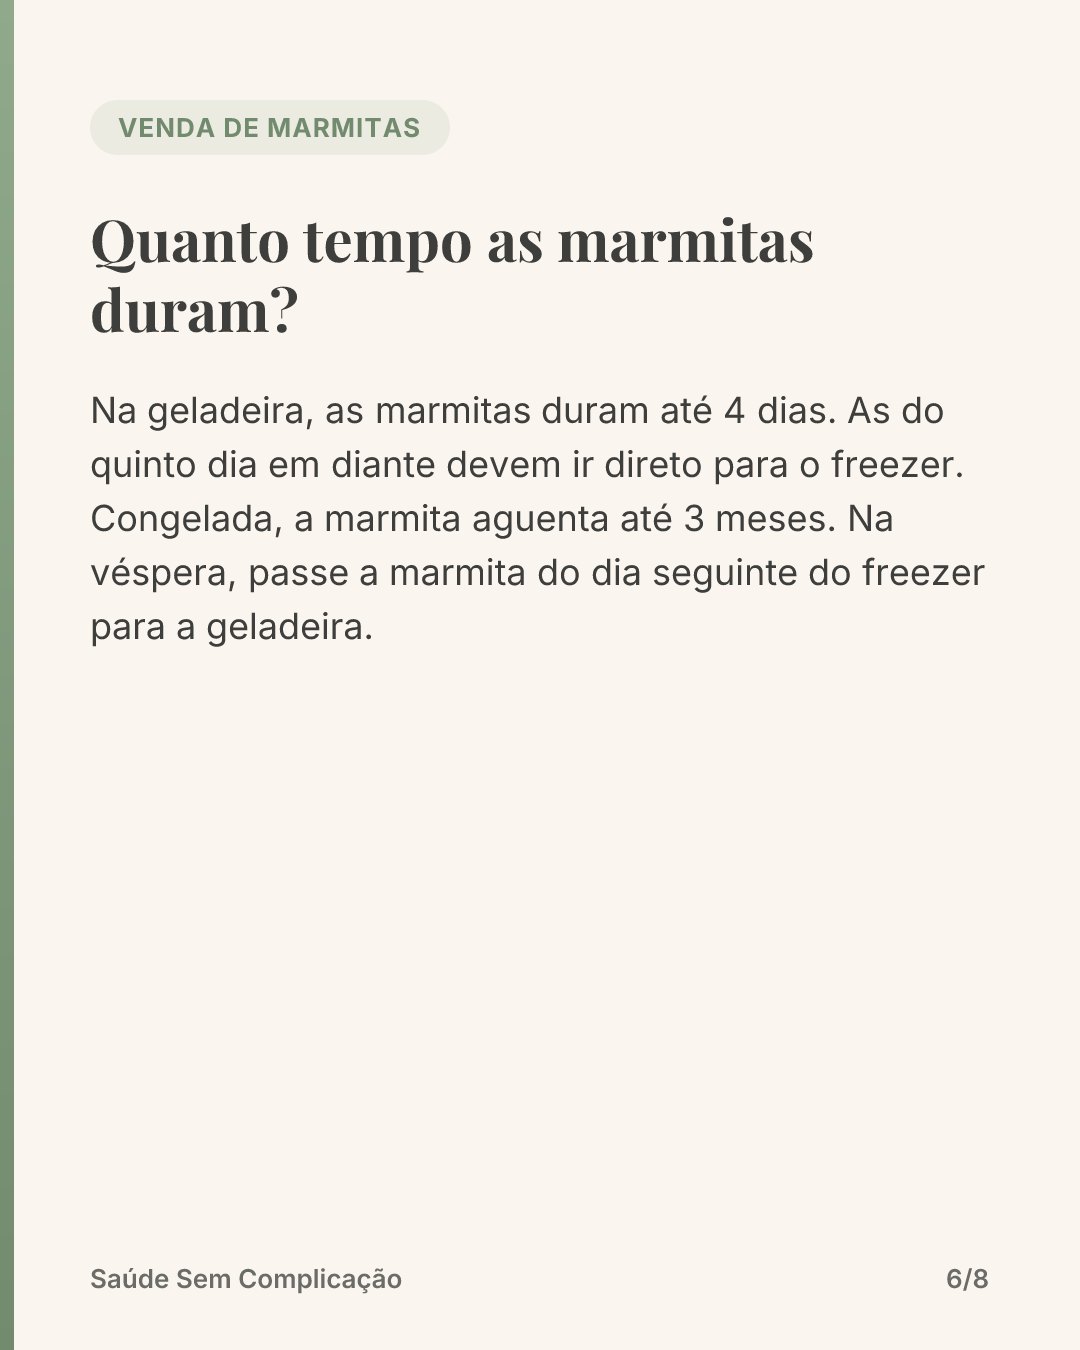 VENDA DE MARMITAS
Quanto tempo as marmitas
duram?
Na geladeira, as marmitas duram até 4 dias. As do
quinto dia em diante devem ir direto para o freezer.
Congelada, a marmita aguenta até 3 meses. Na
véspera, passe a marmita do dia seguinte do freezer
para a geladeira.
Saúde Sem Complicação
6/8